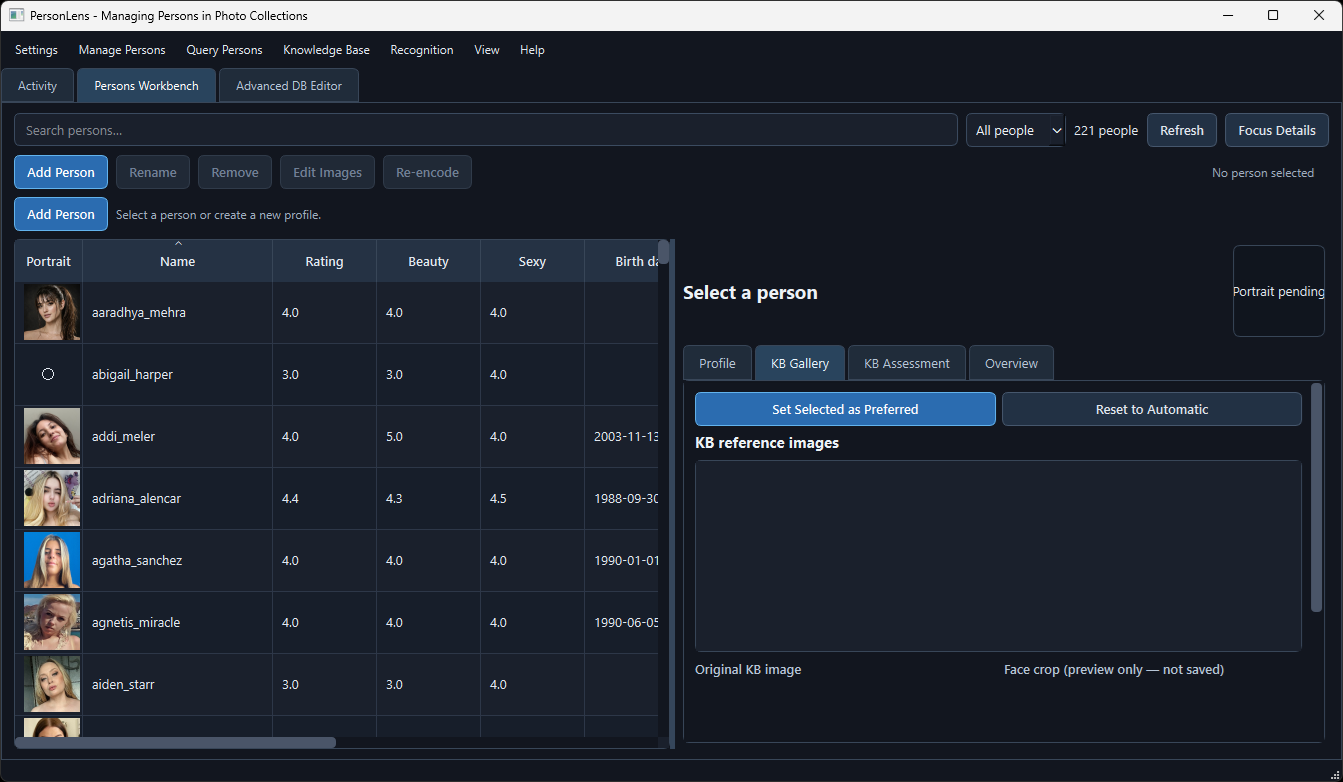 PersonLens - Managing Persons in Photo Collections
Settings Manage Persons Query Persons Knowledge Base Recognition View Help
Activity Persons Workbench Advanced DB Editor
Search persons... All people 221 people Refresh Focus Details
Add Person Rename Remove Edit Images Re-encode No person selected
Add Person Select a person or create a new profile.
Portrait Name Rating Beauty Sexy Birth da
aaradhya_mehra 4.0 4.0 4.0
abigail_harper 3.0 3.0 4.0
addi_meler 4.0 5.0 4.0 2003-11-13
adriana_alencar 4.4 4.3 4.5 1988-09-30
agatha_sanchez 4.0 4.0 4.0 1990-01-01
agnetis_miracle 4.0 4.0 4.0 1990-06-05
aiden_starr 3.0 3.0 4.0
Select a person
Portrait pending
Profile KB Gallery KB Assessment Overview
Set Selected as Preferred Reset to Automatic
KB reference images
Original KB image Face crop (preview only — not saved)